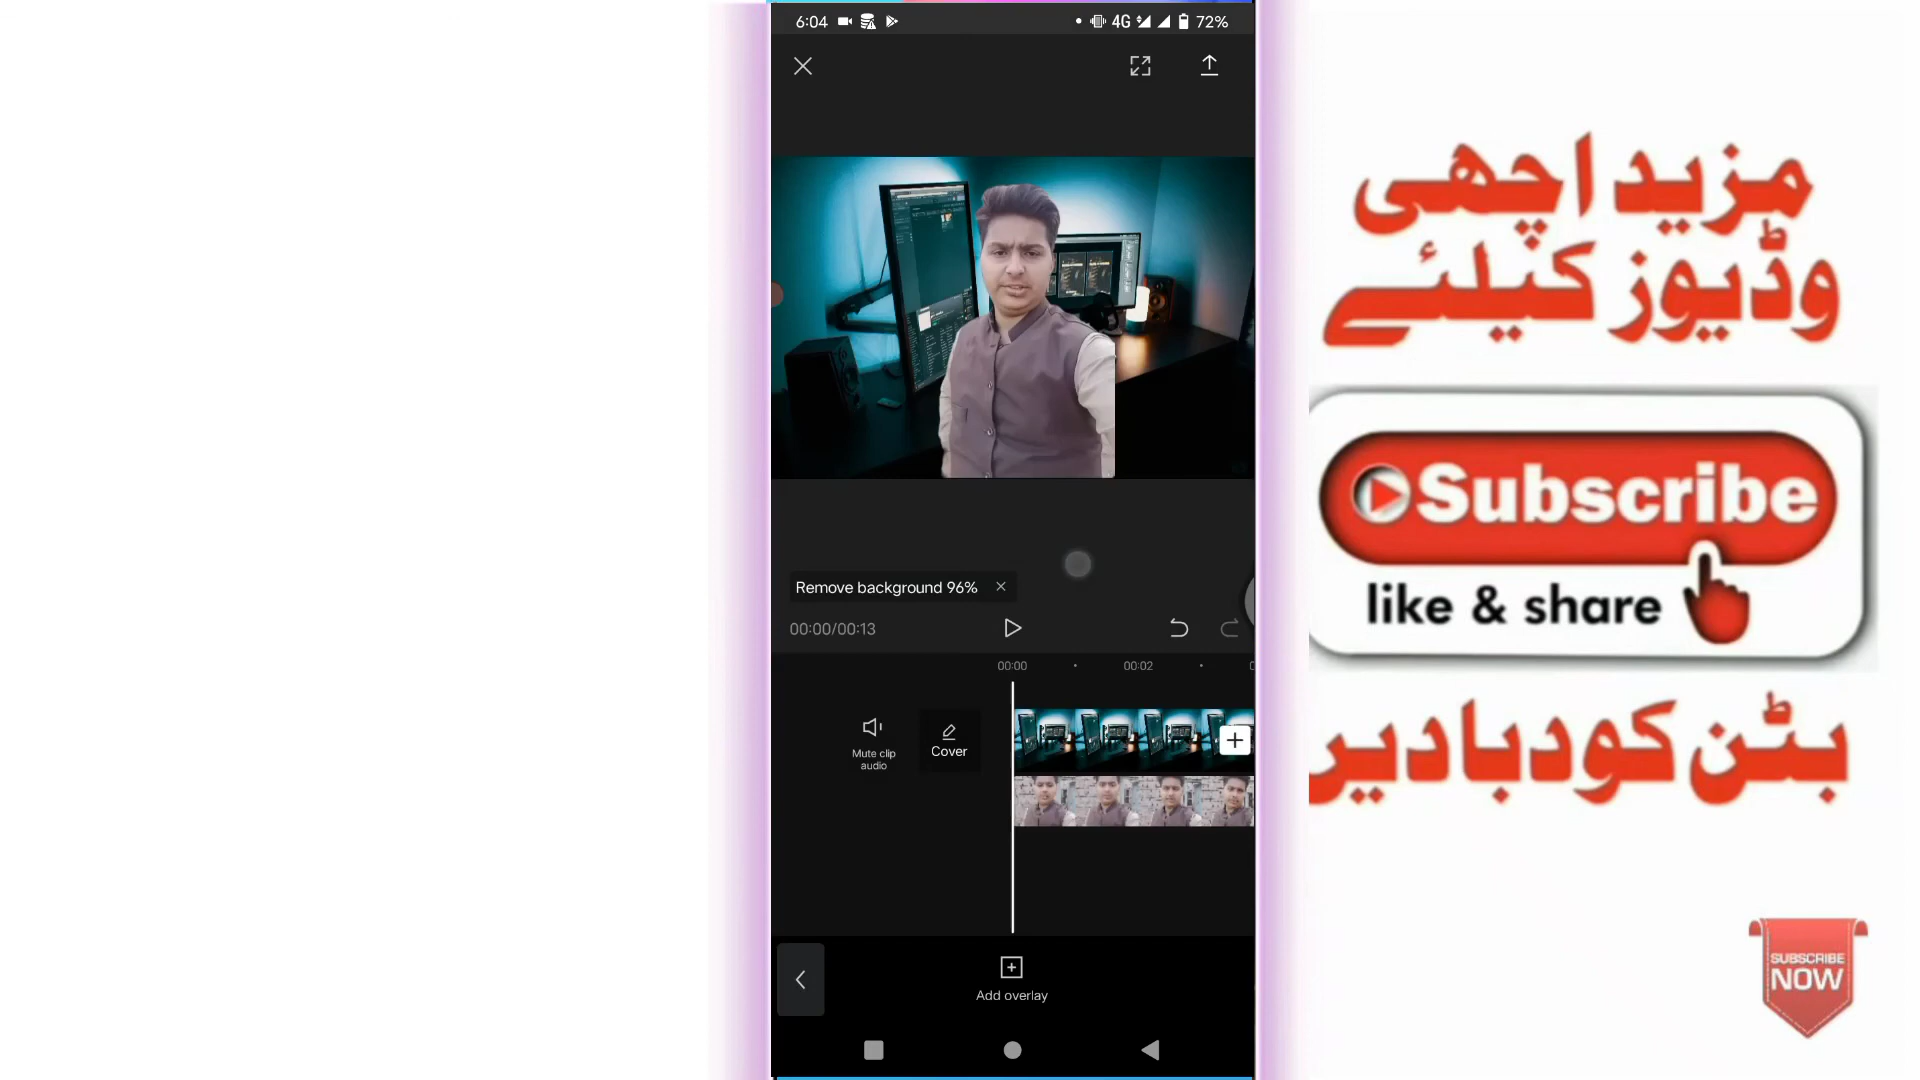 6:04
4G
72%
Remove background 96%
00:00/00:13
00:00
00:02
Mute clip
audio
Cover
Add overlay
مزید اچھی
وڈیوز کیلئے
Subscribe
like & share
بٹن کو دبا دیں
SUBSCRIBE
NOW